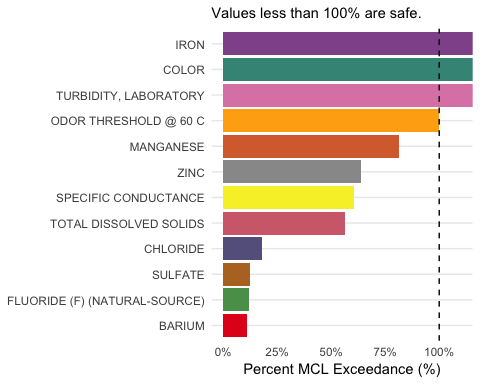 Values less than 100% are safe.
IRON
COLOR
TURBIDITY, LABORATORY
ODOR THRESHOLD @ 60 C
MANGANESE
ZINC
SPECIFIC CONDUCTANCE
TOTAL DISSOLVED SOLIDS
CHLORIDE
SULFATE
FLUORIDE (F) (NATURAL-SOURCE)
BARIUM
0% 25% 50% 75% 100%
Percent MCL Exceedance (%)